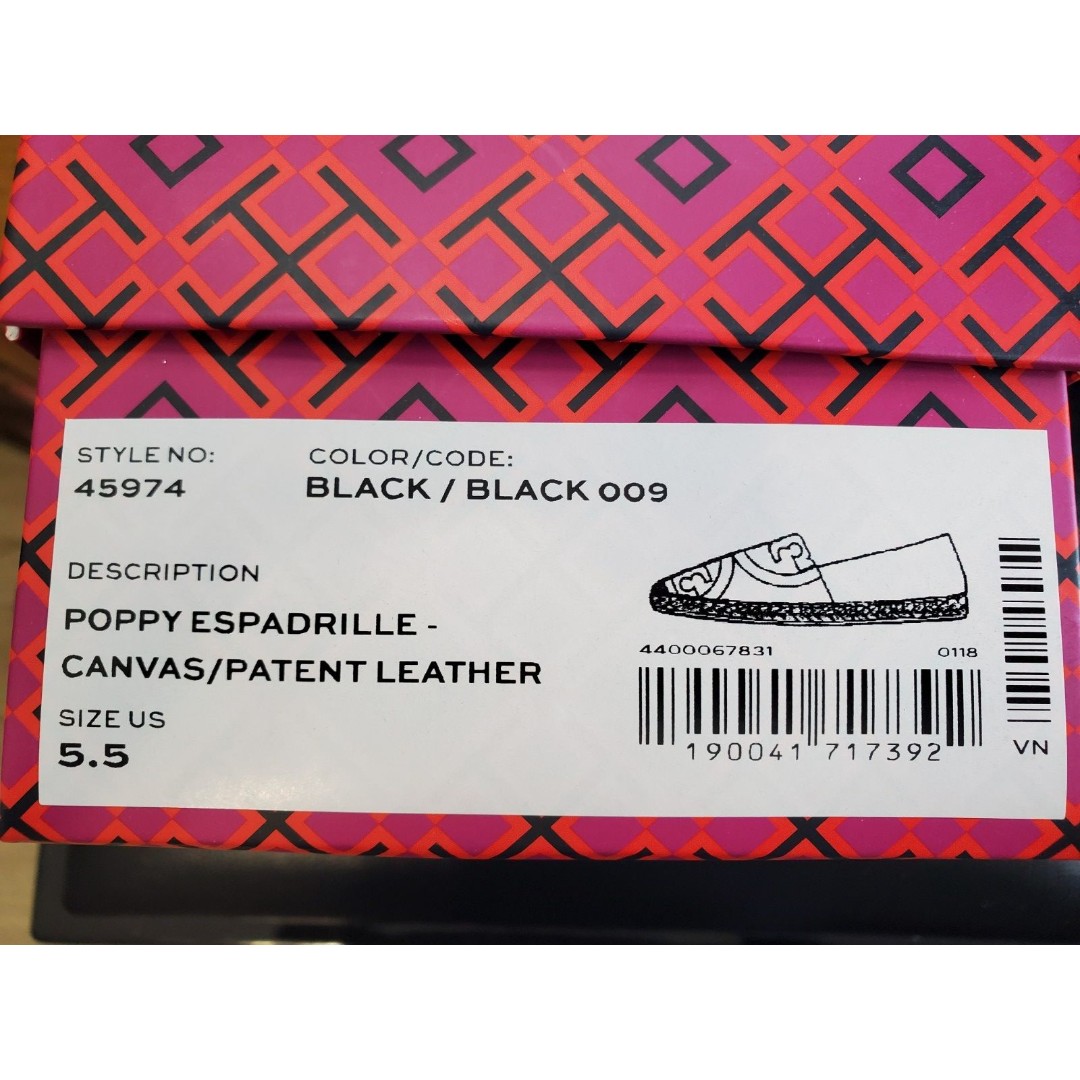 STYLE NO:
45974
COLOR/CODE:
BLACK / BLACK 009
DESCRIPTION
POPPY ESPADRILLE -
CANVAS/PATENT LEATHER
SIZE US
5.5
4400067831 0118
190041 717392
VN